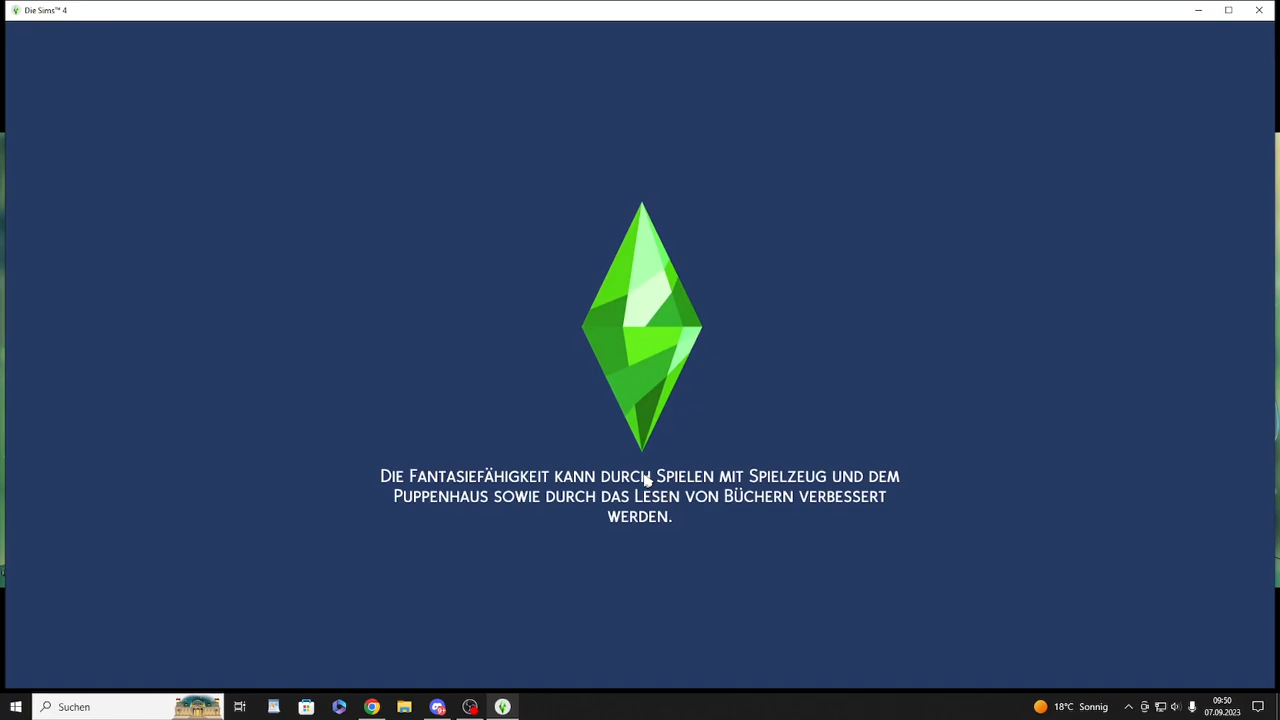 Die Sims™ 4
Die Fantasiefähigkeit kann durch Spielen mit Spielzeug und dem
Puppenhaus sowie durch das Lesen von Büchern verbessert
werden.
Suchen
18°C Sonnig
09:50
07.09.2023